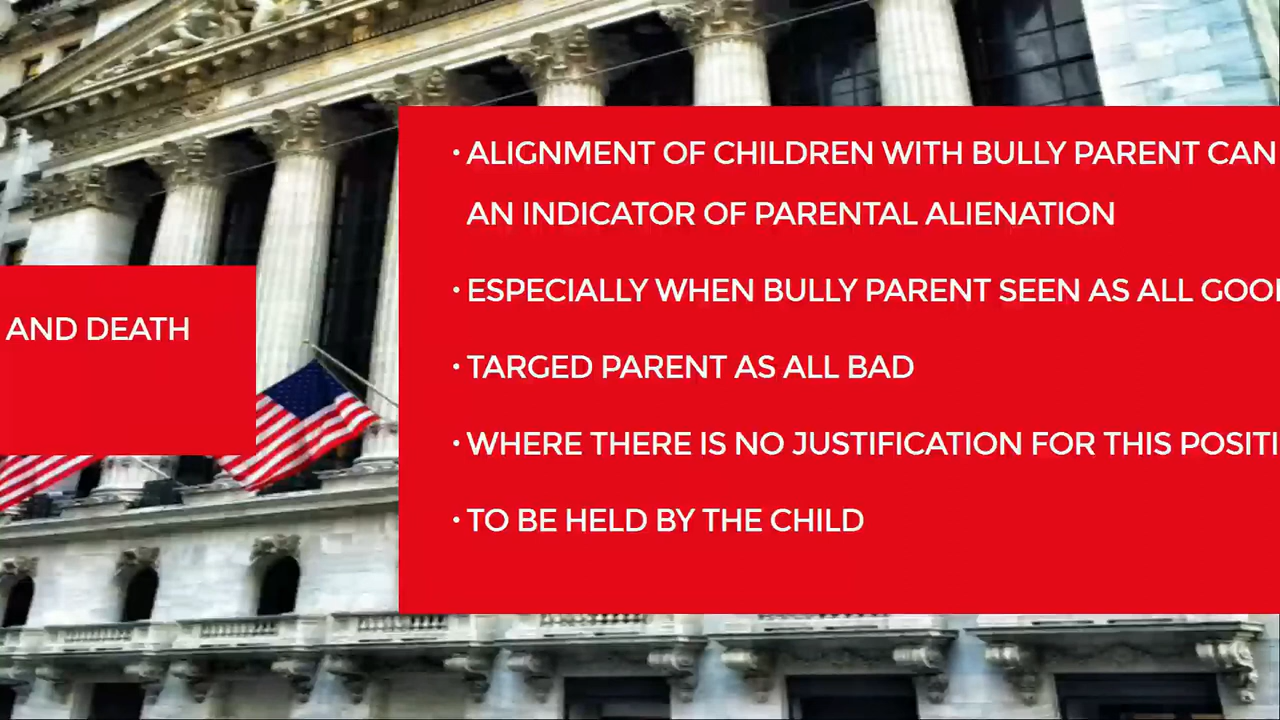 AND DEATH
• ALIGNMENT OF CHILDREN WITH BULLY PARENT CAN
AN INDICATOR OF PARENTAL ALIENATION
• ESPECIALLY WHEN BULLY PARENT SEEN AS ALL
• TARGED PARENT AS ALL BAD
• WHERE THERE IS NO JUSTIFICATION FOR THIS
• TO BE HELD BY THE CHILD